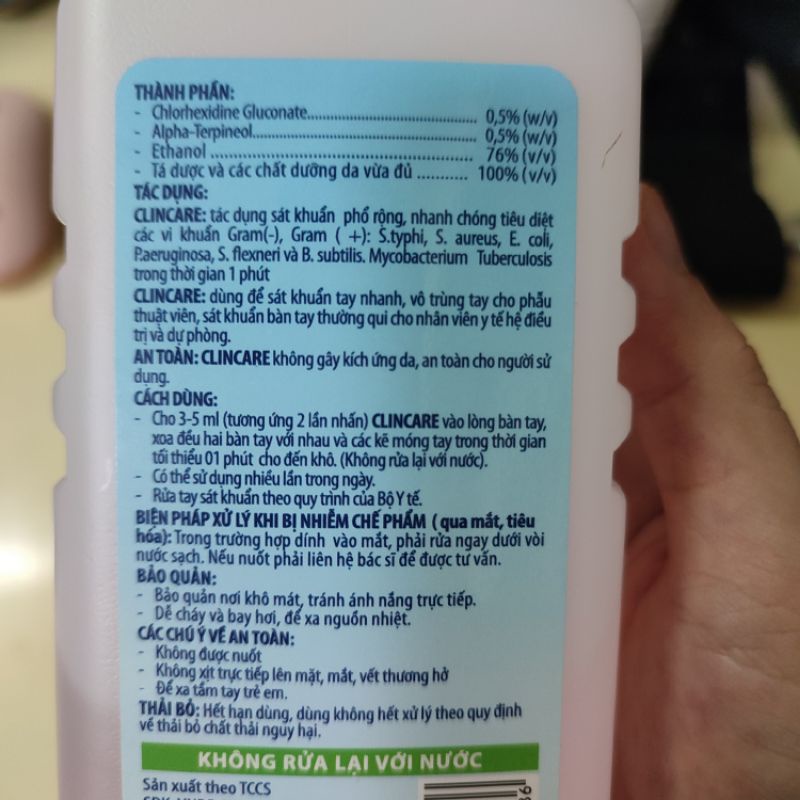 THÀNH PHẦN:
- Chlorhexidine Gluconate........................................ 0,5% (w/v)
- Alpha-Terpineol..................................................... 0,5% (w/v)
- Ethanol ............................................................ 76% (v/v)
- Tá dược và các chất dưỡng da vừa đủ ........... 100% (v/v)
TÁC DỤNG:
CLINCARE: tác dụng sát khuẩn phổ rộng, nhanh chóng tiêu diệt
các vi khuẩn Gram(-), Gram ( +): S.typhi, S. aureus, E. coli,
P.aeruginosa, S. flexneri và B. subtilis. Mycobacterium Tuberculosis
trong thời gian 1 phút
CLINCARE: dùng để sát khuẩn tay nhanh, vô trùng tay cho phẫu
thuật viên, sát khuẩn bàn tay thường qui cho nhân viên y tế hệ điều
trị và dự phòng.
AN TOÀN: CLINCARE không gây kích ứng da, an toàn cho người sử
dụng.
CÁCH DÙNG:
- Cho 3-5 ml (tương ứng 2 lần nhấn) CLINCARE vào lòng bàn tay,
xoa đều hai bàn tay với nhau và các kẽ móng tay trong thời gian
tối thiểu 01 phút cho đến khô. (Không rửa lại với nước).
- Có thể sử dụng nhiều lần trong ngày.
- Rửa tay sát khuẩn theo quy trình của Bộ Y tế.
BIỆN PHÁP XỬ LÝ KHI BỊ NHIỄM CHẾ PHẨM ( qua mắt, tiêu
hóa): Trong trường hợp dính vào mắt, phải rửa ngay dưới vòi
nước sạch. Nếu nuốt phải liên hệ bác sĩ để được tư vấn.
BẢO QUẢN:
- Bảo quản nơi khô mát, tránh ánh nắng trực tiếp.
- Dễ cháy và bay hơi, để xa nguồn nhiệt.
CÁC CHÚ Ý VỀ AN TOÀN:
- Không được nuốt
- Không xịt trực tiếp lên mặt, mắt, vết thương hở
- Để xa tầm tay trẻ em.
THẢI BỎ: Hết hạn dùng, dùng không hết xử lý theo quy định
về thải bỏ chất thải nguy hại.
KHÔNG RỬA LẠI VỚI NƯỚC
Sản xuất theo TCCS